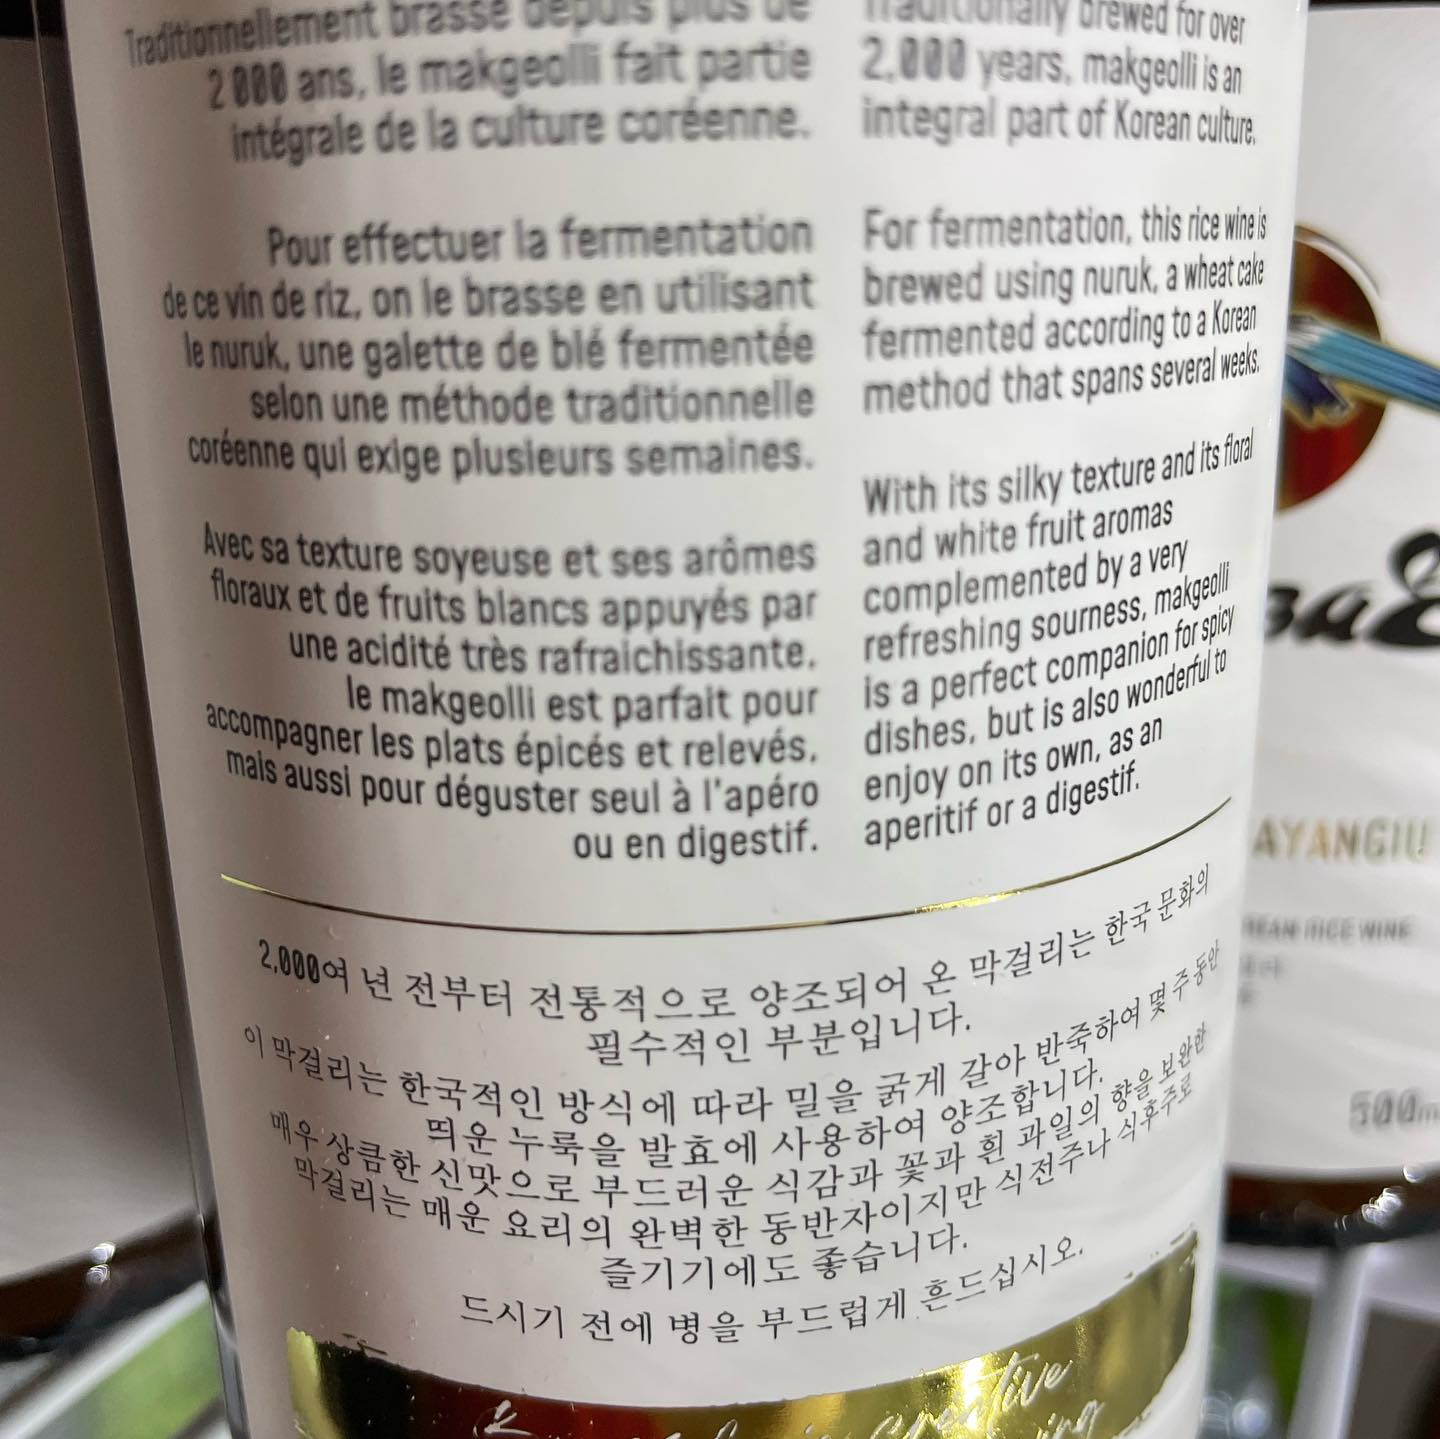 Traditionnellement brassé depuis plus de
2 000 ans, le makgeolli fait partie
intégrale de la culture coréenne.
Pour effectuer la fermentation
de ce vin de riz, on le brasse en utilisant
le nuruk, une galette de blé fermentée
selon une méthode traditionnelle
coréenne qui exige plusieurs semaines.
Avec sa texture soyeuse et ses arômes
floraux et de fruits blancs appuyés par
une acidité très rafraichissante,
le makgeolli est parfait pour
accompagner les plats épicés et relevés,
mais aussi pour déguster seul à l'apéro
ou en digestif.
Traditionally brewed for over
2,000 years, makgeolli is an
integral part of Korean culture.
For fermentation, this rice wine is
brewed using nuruk, a wheat cake
fermented according to a Korean
method that spans several weeks.
With its silky texture and its floral
and white fruit aromas
complemented by a very
refreshing sourness, makgeolli
is a perfect companion for spicy
dishes, but is also wonderful to
enjoy on its own, as an
aperitif or a digestif.
2,000여 년 전부터 전통적으로 양조되어 온 막걸리는 한국 문화의
필수적인 부분입니다.
이 막걸리는 한국적인 방식에 따라 밀을 굵게 갈아 반죽하여 몇 주 동안
띄운 누룩을 발효에 사용하여 양조합니다.
매우 상큼한 신맛으로 부드러운 식감과 꽃과 흰 과일의 향을 보완한
막걸리는 매운 요리의 완벽한 동반자이지만 식전주나 식후주로
즐기기에도 좋습니다.
드시기 전에 병을 부드럽게 흔드십시오.
creative
AYANGIU
REAN RICE WINE
500m